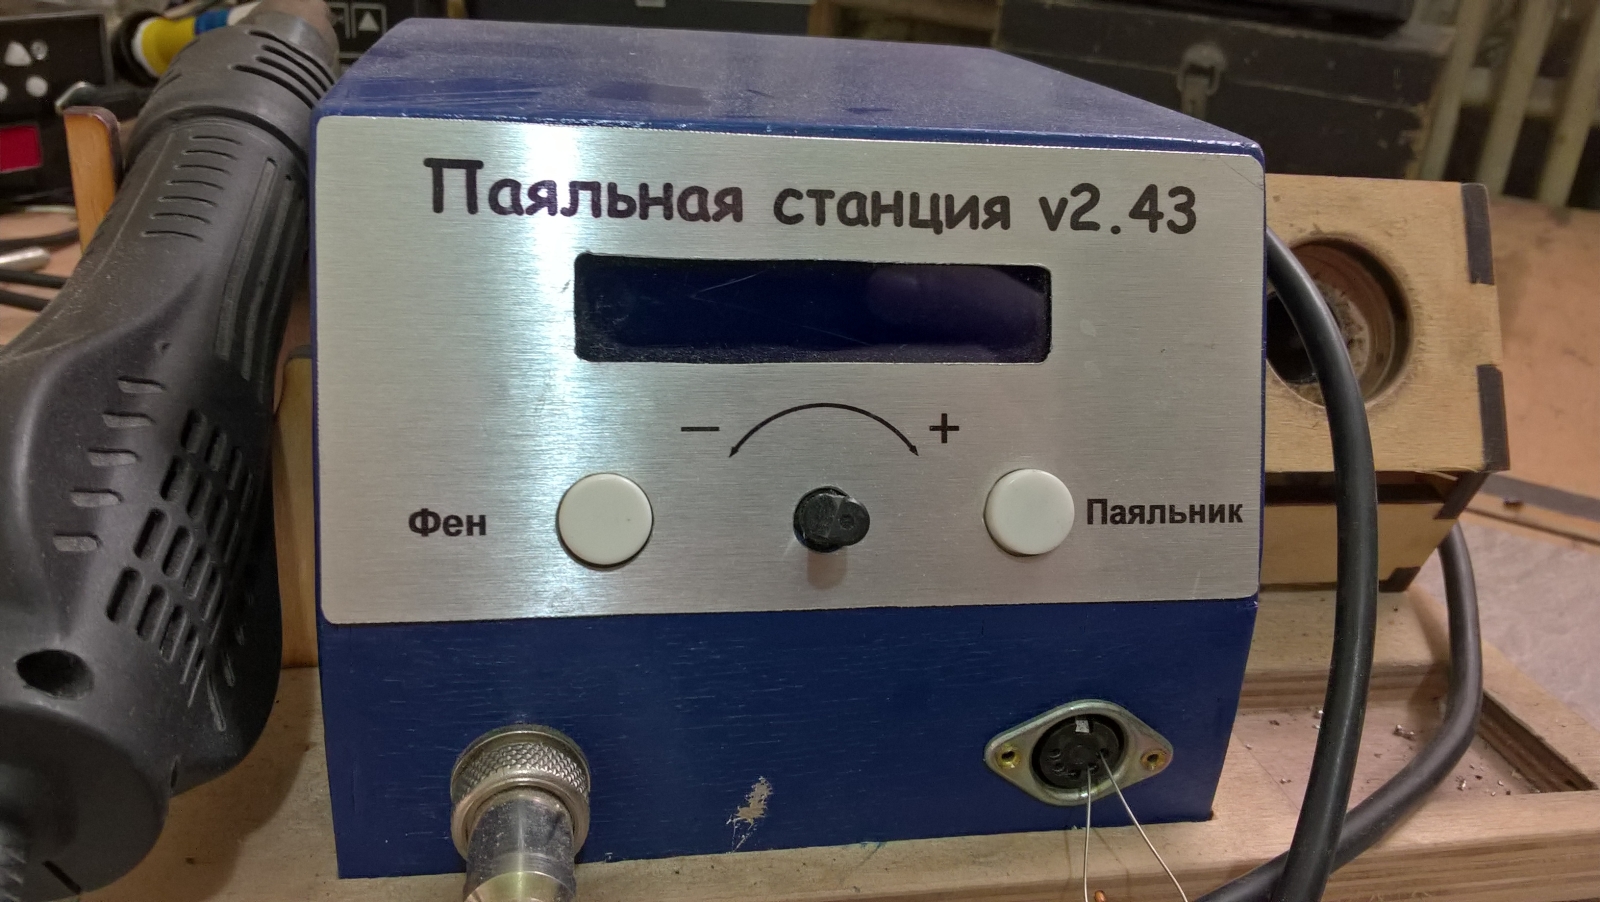 Паяльная станция v2.43
− +
Фен
Паяльник